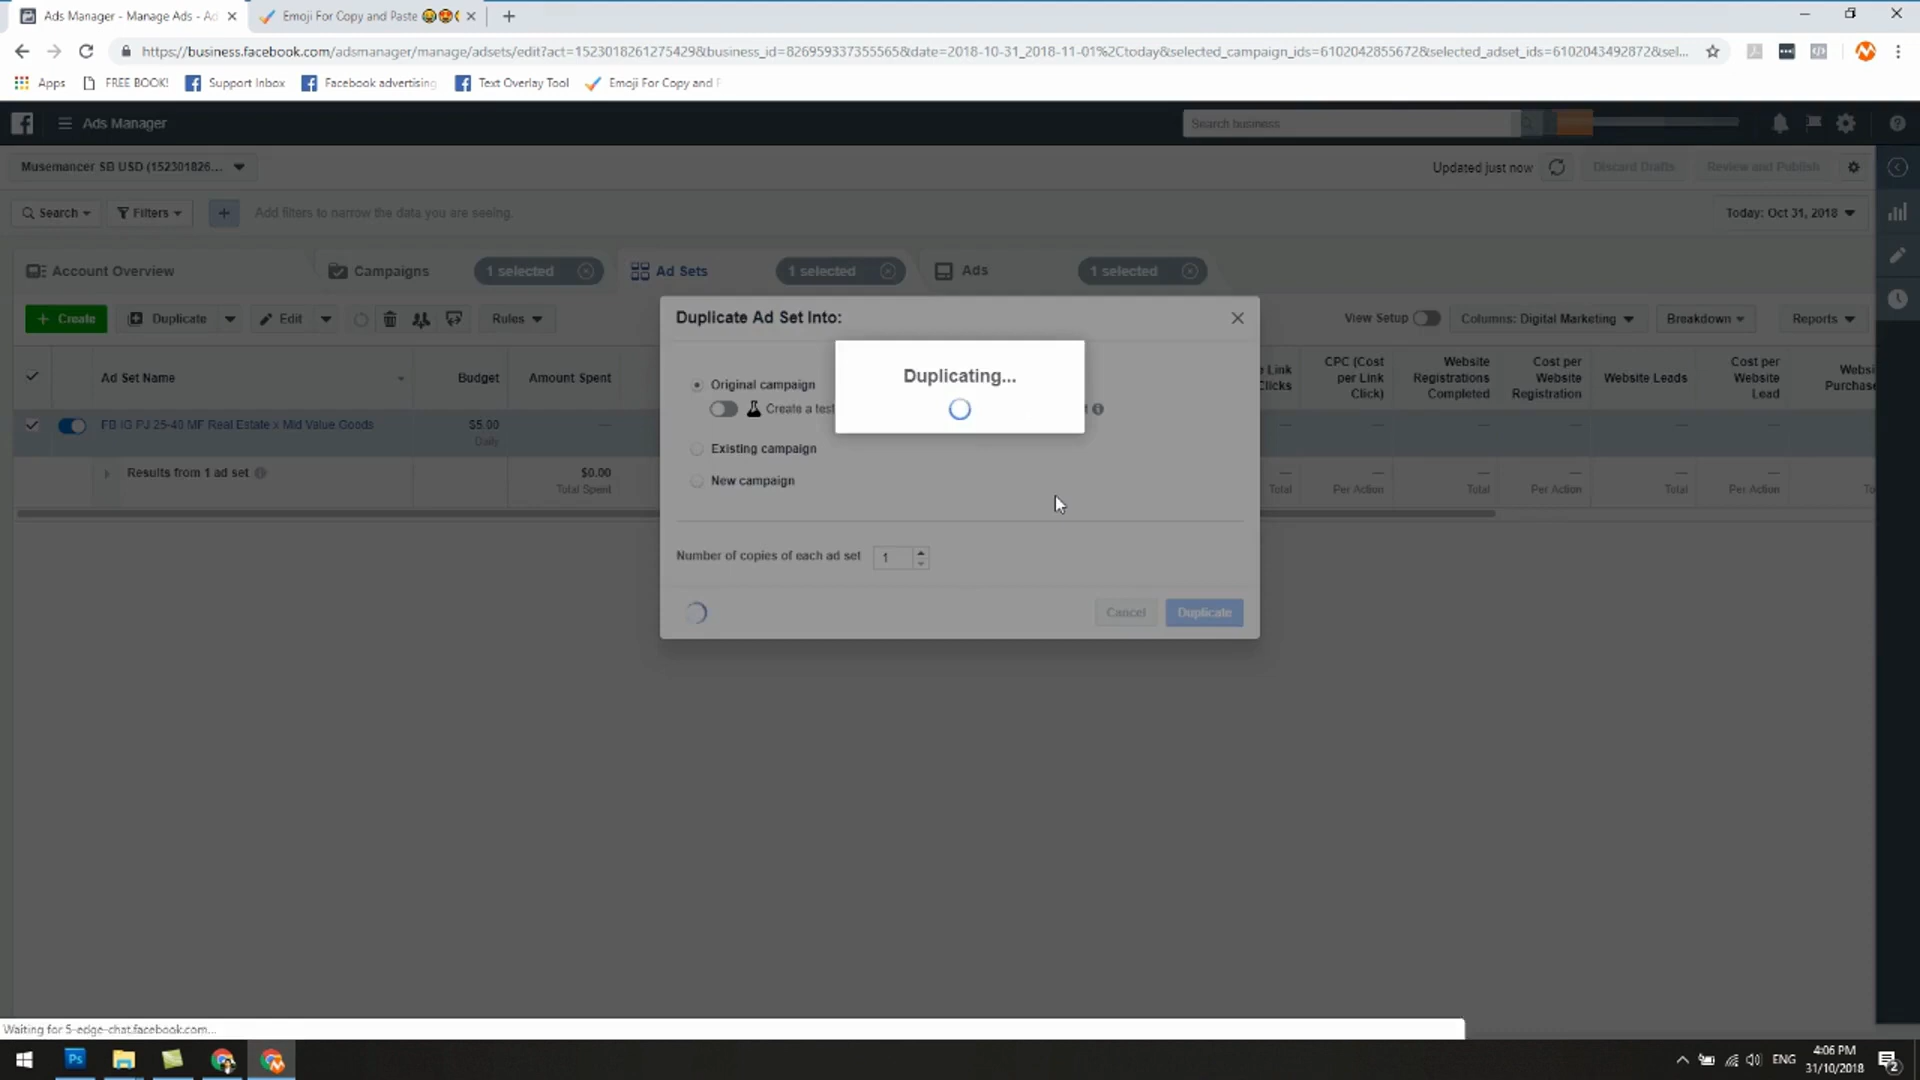 Ads Manager - Manage Ads - Ad
Emoji For Copy and Paste 😂😍
https://business.facebook.com/adsmanager/manage/adsets/edit?act=152301826127542​9&business_id=826959337355565&date=2018-10-31_2018-11-01%2Ctoday&selected_campaign_ids=6102042855672&selected_adset_ids=6102043492872&sel...
Apps
FREE BOOK!
Support Inbox
Facebook advertising
Text Overlay Tool
Emoji For Copy and P
Ads Manager
Search business
Musemancer SB USD (152301826...
Updated just now
Discard Drafts
Review and Publish
Search
Filters
Add filters to narrow the data you are seeing.
Today: Oct 31, 2018
Account Overview
Campaigns
1 selected
Ad Sets
1 selected
Ads
1 selected
+ Create
Duplicate
Edit
Rules
View Setup
Columns: Digital Marketing
Breakdown
Reports
Ad Set Name
Budget
Amount Spent
Link
Clicks
CPC (Cost
per Link
Click)
Website
Registrations
Completed
Cost per
Website
Registration
Website Leads
Cost per
Website
Lead
Websi
Purchas
FB IG PJ 25-40 MF Real Estate x Mid Value Goods
$5.00
Daily
Results from 1 ad set
$0.00
Total Spent
Total
Per Action
Total
Per Action
Total
Per Action
To
Duplicate Ad Set Into:
Original campaign
Create a test
Existing campaign
New campaign
Duplicating...
Number of copies of each ad set
1
Cancel
Duplicate
Waiting for 5-edge-chat.facebook.com...
Ps
ENG
4:06 PM
31/10/2018
2